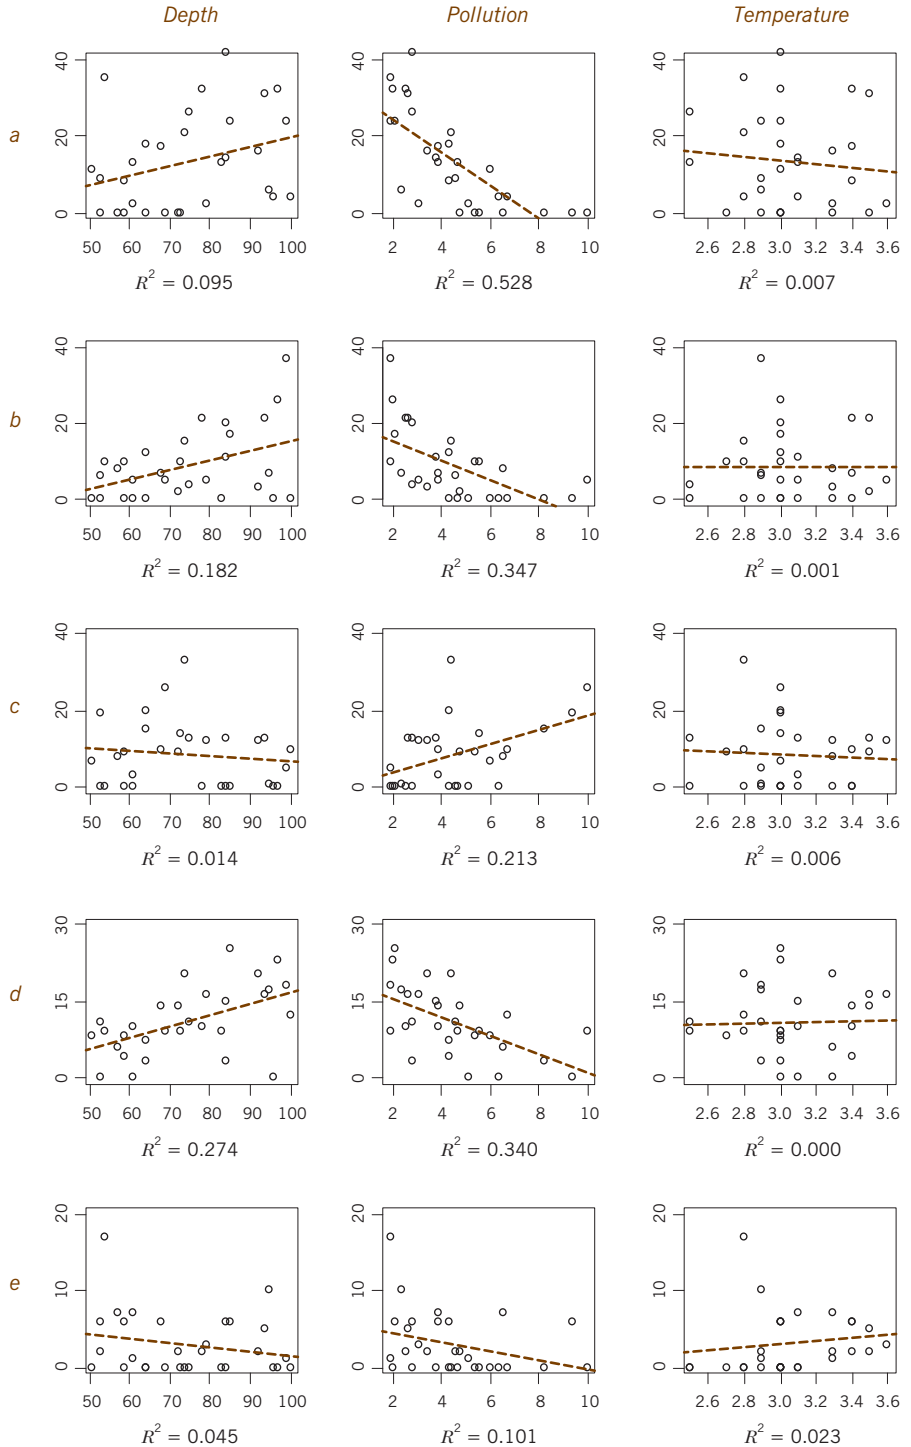 Depth Pollution Temperature
a
40
20
0
50 60 70 80 90 100
40
20
0
2 4 6 8 10
40
20
0
2.6 2.8 3.0 3.2 3.4 3.6
R² = 0.095 R² = 0.528 R² = 0.007
b
40
20
0
50 60 70 80 90 100
40
20
0
2 4 6 8 10
40
20
0
2.6 2.8 3.0 3.2 3.4 3.6
R² = 0.182 R² = 0.347 R² = 0.001
c
40
20
0
50 60 70 80 90 100
40
20
0
2 4 6 8 10
40
20
0
2.6 2.8 3.0 3.2 3.4 3.6
R² = 0.014 R² = 0.213 R² = 0.006
d
30
15
0
50 60 70 80 90 100
30
15
0
2 4 6 8 10
30
15
0
2.6 2.8 3.0 3.2 3.4 3.6
R² = 0.274 R² = 0.340 R² = 0.000
e
20
10
0
50 60 70 80 90 100
20
10
0
2 4 6 8 10
20
10
0
2.6 2.8 3.0 3.2 3.4 3.6
R² = 0.045 R² = 0.101 R² = 0.023